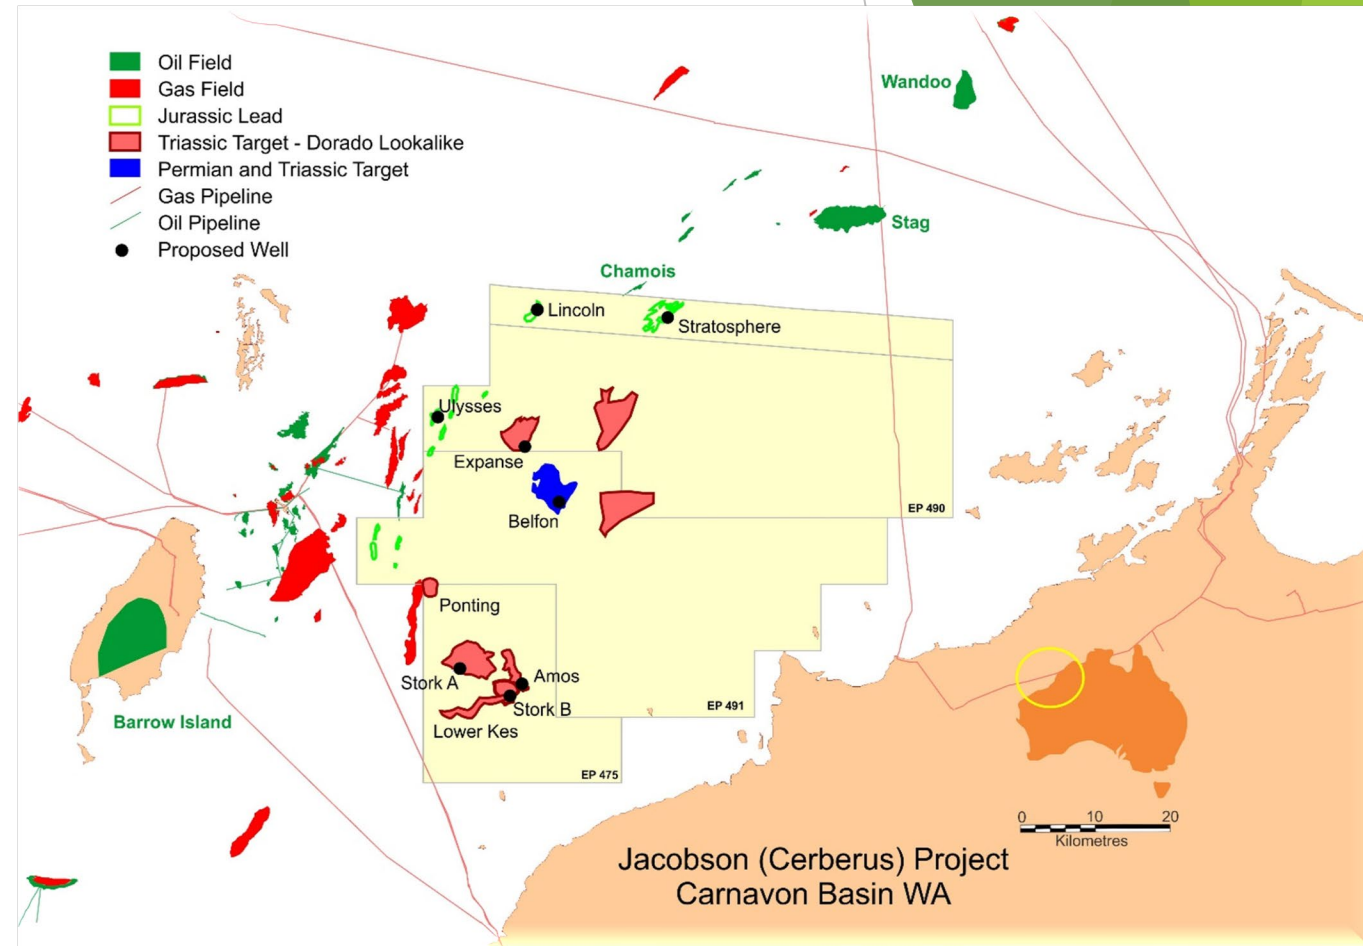 Oil Field
Gas Field
Jurassic Lead
Triassic Target - Dorado Lookalike
Permian and Triassic Target
Gas Pipeline
Oil Pipeline
Proposed Well
Wandoo
Stag
Chamois
Lincoln
Stratosphere
Ulysses
Expanse
Belfon
EP 490
Ponting
Stork A
Amos
Stork B
Lower Kes
EP 491
EP 475
Barrow Island
0 10 20
Kilometres
Jacobson (Cerberus) Project
Carnavon Basin WA